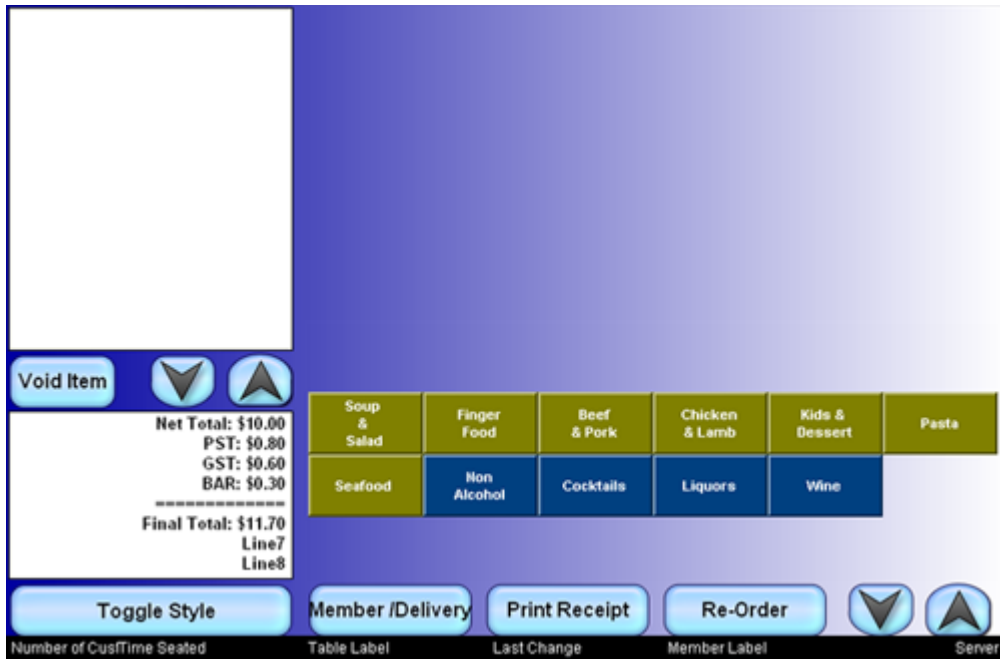 Void Item
Net Total: $10.00
PST: $0.80
GST: $0.60
BAR: $0.30
=============
Final Total: $11.70
Line7
Line8
Toggle Style
Soup
&
Salad
Finger
Food
Beef
& Pork
Chicken
& Lamb
Kids &
Dessert
Pasta
Seafood
Non
Alcohol
Cocktails
Liquors
Wine
Member /Delivery
Print Receipt
Re-Order
Number of Cus Time Seated Table Label Last Change Member Label Server